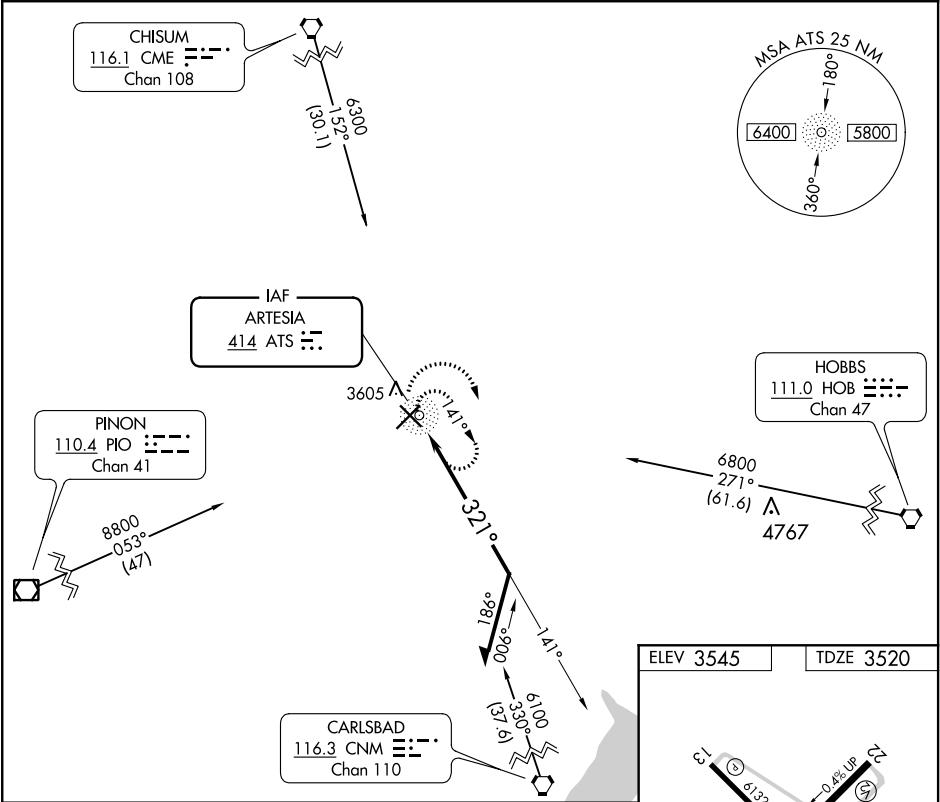 CHISUM
116.1 CME
Chan 108
6300
152°
(30.1)
MSA ATS 25 NM
180°
6400
5800
360°
IAF
ARTESIA
414 ATS
3605
141°
HOBBS
111.0 HOB
Chan 47
PINON
110.4 PIO
Chan 41
6800
271°
(61.6)
4767
321°
8800
053°
(47)
186°
006°
141°
6100
330°
(37.6)
CARLSBAD
116.3 CNM
Chan 110
ELEV 3545
TDZE 3520
13
22
P
6132
0.4% UP